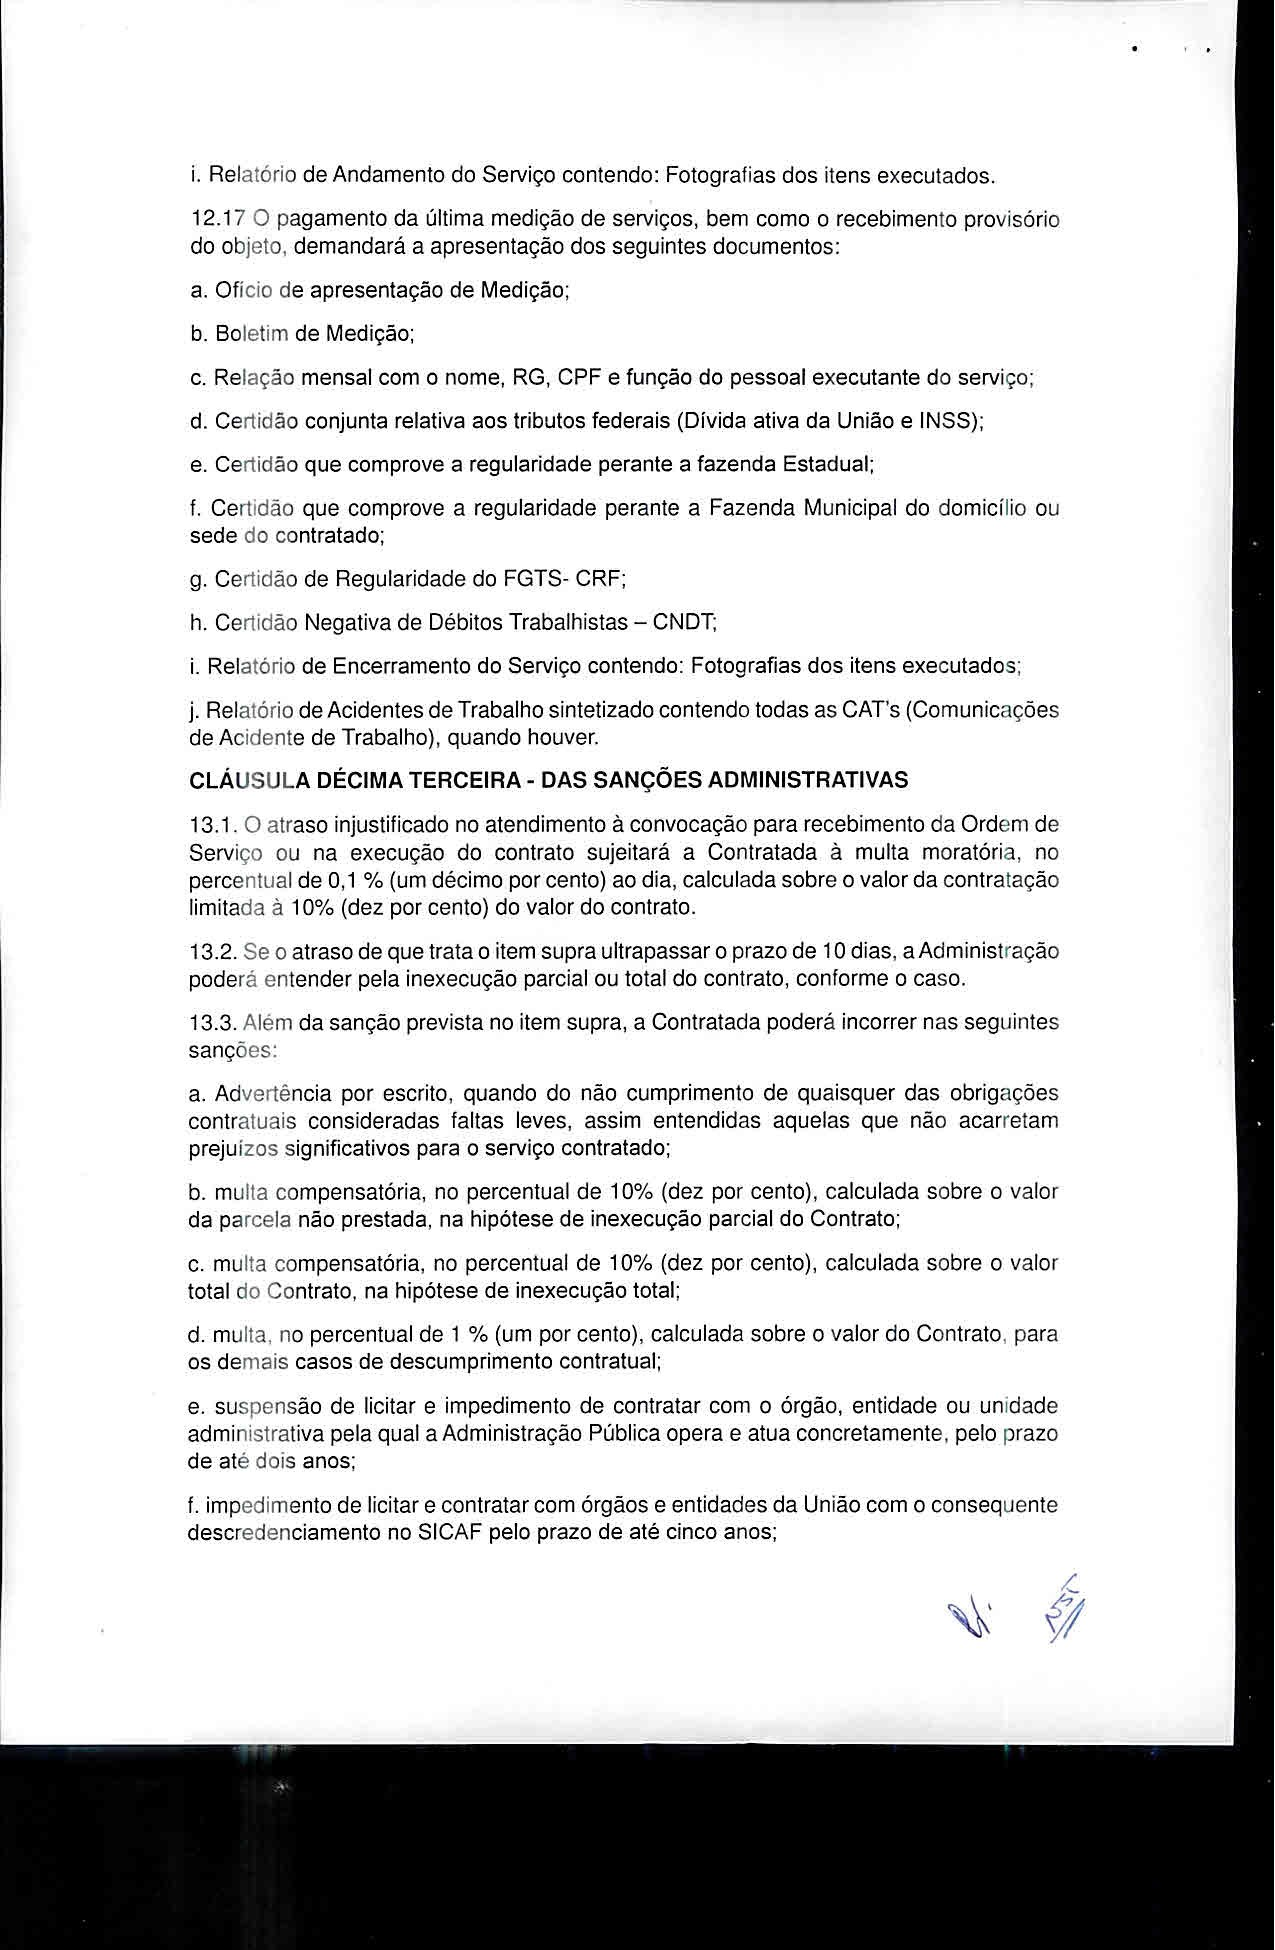 i. Relatório de Andamento do Serviço contendo: Fotografias dos itens executados.
12.17 O pagamento da última medição de serviços, bem como o recebimento provisório
do objeto, demandará a apresentação dos seguintes documentos:
a. Ofício de apresentação de Medição;
b. Boletim de Medição;
c. Relação mensal com o nome, RG, CPF e função do pessoal executante do serviço;
d. Certidão conjunta relativa aos tributos federais (Dívida ativa da União e INSS);
e. Certidão que comprove a regularidade perante a fazenda Estadual;
f. Certidão que comprove a regularidade perante a Fazenda Municipal do domicílio ou
sede do contratado;
g. Certidão de Regularidade do FGTS- CRF;
h. Certidão Negativa de Débitos Trabalhistas – CNDT;
i. Relatório de Encerramento do Serviço contendo: Fotografias dos itens executados;
j. Relatório de Acidentes de Trabalho sintetizado contendo todas as CAT's (Comunicações
de Acidente de Trabalho), quando houver.
CLÁUSULA DÉCIMA TERCEIRA - DAS SANÇÕES ADMINISTRATIVAS
13.1. O atraso injustificado no atendimento à convocação para recebimento da Ordem de
Serviço ou na execução do contrato sujeitará a Contratada à multa moratória, no
percentual de 0,1 % (um décimo por cento) ao dia, calculada sobre o valor da contratação
limitada à 10% (dez por cento) do valor do contrato.
13.2. Se o atraso de que trata o item supra ultrapassar o prazo de 10 dias, a Administração
poderá entender pela inexecução parcial ou total do contrato, conforme o caso.
13.3. Além da sanção prevista no item supra, a Contratada poderá incorrer nas seguintes
sanções:
a. Advertência por escrito, quando do não cumprimento de quaisquer das obrigações
contratuais consideradas faltas leves, assim entendidas aquelas que não acarretam
prejuízos significativos para o serviço contratado;
b. multa compensatória, no percentual de 10% (dez por cento), calculada sobre o valor
da parcela não prestada, na hipótese de inexecução parcial do Contrato;
c. multa compensatória, no percentual de 10% (dez por cento), calculada sobre o valor
total do Contrato, na hipótese de inexecução total;
d. multa, no percentual de 1 % (um por cento), calculada sobre o valor do Contrato, para
os demais casos de descumprimento contratual;
e. suspensão de licitar e impedimento de contratar com o órgão, entidade ou unidade
administrativa pela qual a Administração Pública opera e atua concretamente, pelo prazo
de até dois anos;
f. impedimento de licitar e contratar com órgãos e entidades da União com o consequente
descredenciamento no SICAF pelo prazo de até cinco anos;